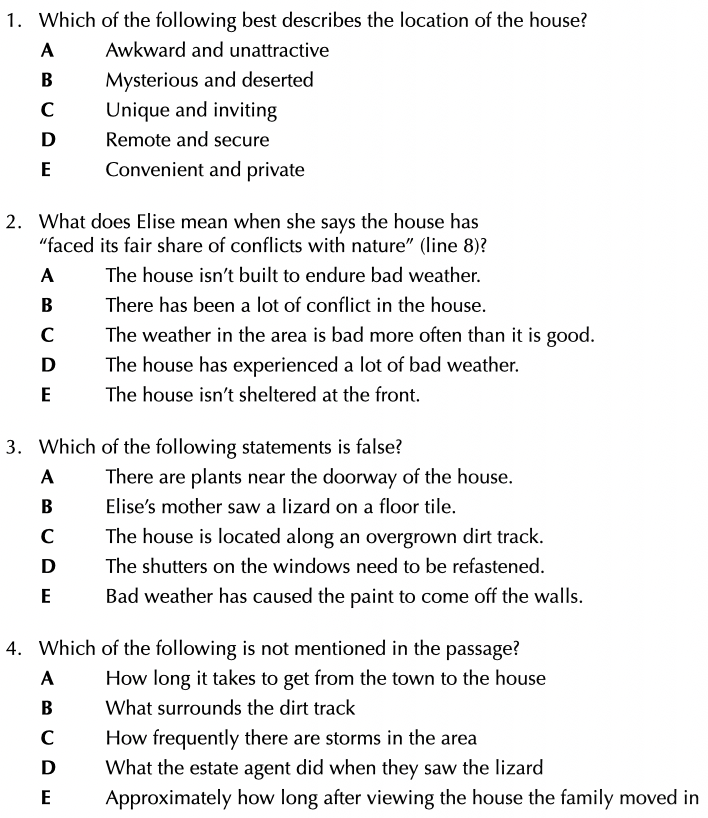 1. Which of the following best describes the location of the house?
A Awkward and unattractive
B Mysterious and deserted
C Unique and inviting
D Remote and secure
E Convenient and private
2. What does Elise mean when she says the house has
“faced its fair share of conflicts with nature” (line 8)?
A The house isn’t built to endure bad weather.
B There has been a lot of conflict in the house.
C The weather in the area is bad more often than it is good.
D The house has experienced a lot of bad weather.
E The house isn’t sheltered at the front.
3. Which of the following statements is false?
A There are plants near the doorway of the house.
B Elise’s mother saw a lizard on a floor tile.
C The house is located along an overgrown dirt track.
D The shutters on the windows need to be refastened.
E Bad weather has caused the paint to come off the walls.
4. Which of the following is not mentioned in the passage?
A How long it takes to get from the town to the house
B What surrounds the dirt track
C How frequently there are storms in the area
D What the estate agent did when they saw the lizard
E Approximately how long after viewing the house the family moved in